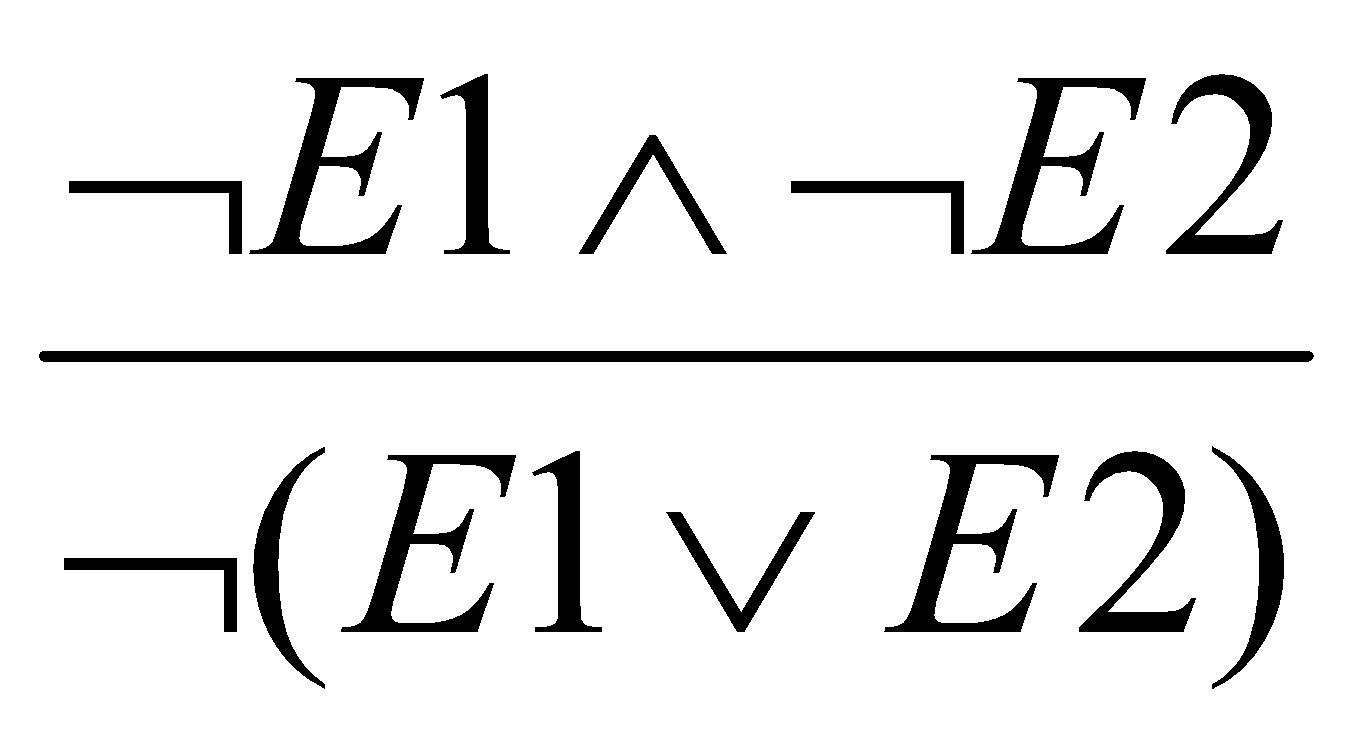 ¬E1 ∧ ¬E2
¬(E1 ∨ E2)